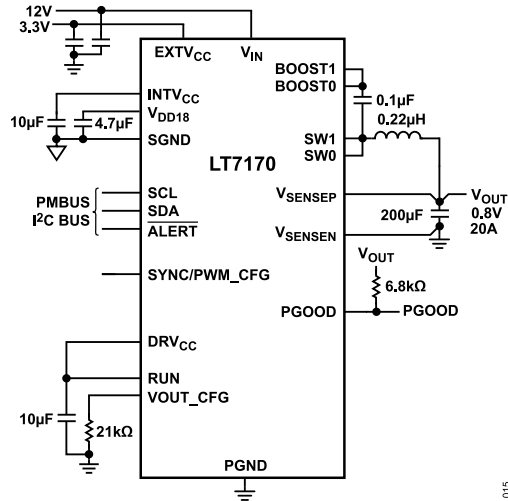 12V
3.3V
EXTVCC
VIN
BOOST1
BOOST0
0.1µF
0.22µH
INTVCC
10µF
VDD18
4.7µF
SGND
SW1
SW0
LT7170
PMBUS
I2C BUS
SCL
SDA
ALERT
VSENSEP
VOUT
0.8V
20A
200µF
VSENSEN
SYNC/PWM_CFG
VOUT
6.8kΩ
PGOOD
PGOOD
DRVCC
RUN
VOUT_CFG
10µF
21kΩ
PGND
015